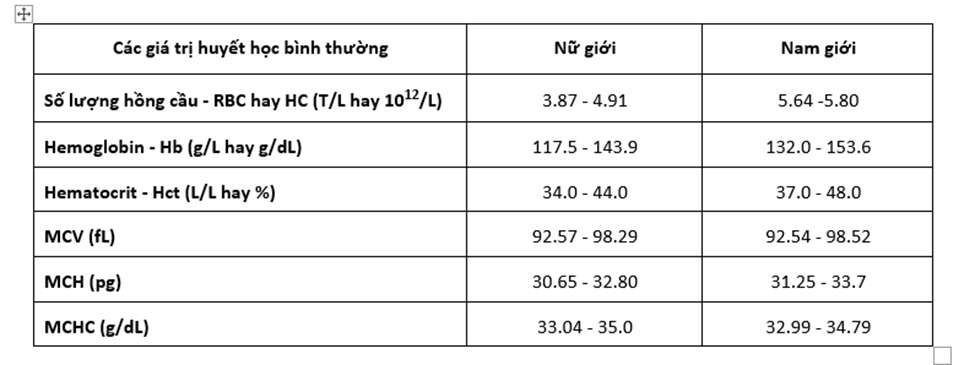 Các giá trị huyết học bình thường Nữ giới Nam giới
Số lượng hồng cầu - RBC hay HC (T/L hay 10¹²/L) 3.87 - 4.91 5.64 -5.80
Hemoglobin - Hb (g/L hay g/dL) 117.5 - 143.9 132.0 - 153.6
Hematocrit - Hct (L/L hay %) 34.0 - 44.0 37.0 - 48.0
MCV (fL) 92.57 - 98.29 92.54 - 98.52
MCH (pg) 30.65 - 32.80 31.25 - 33.7
MCHC (g/dL) 33.04 - 35.0 32.99 - 34.79